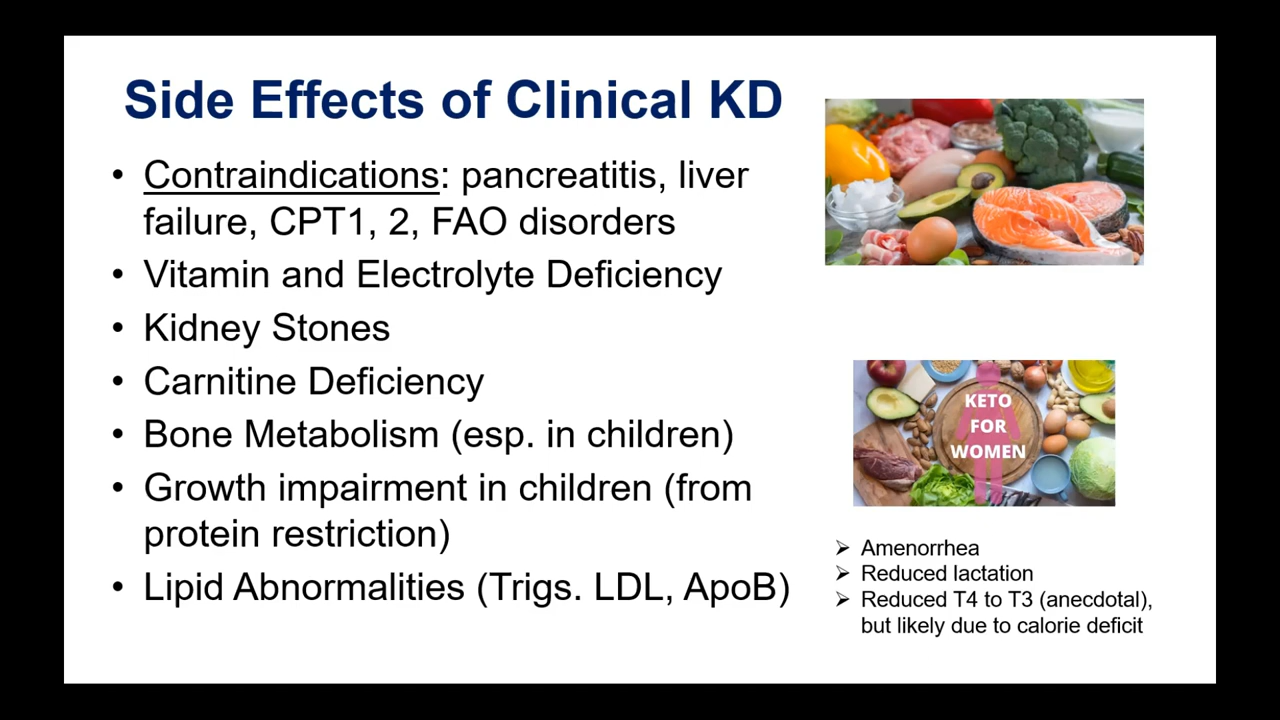 Side Effects of Clinical KD
• Contraindications: pancreatitis, liver
failure, CPT1, 2, FAO disorders
• Vitamin and Electrolyte Deficiency
• Kidney Stones
• Carnitine Deficiency
• Bone Metabolism (esp. in children)
• Growth impairment in children (from
protein restriction)
• Lipid Abnormalities (Trigs. LDL, ApoB)
KETO
FOR
WOMEN
➢ Amenorrhea
➢ Reduced lactation
➢ Reduced T4 to T3 (anecdotal),
but likely due to calorie deficit